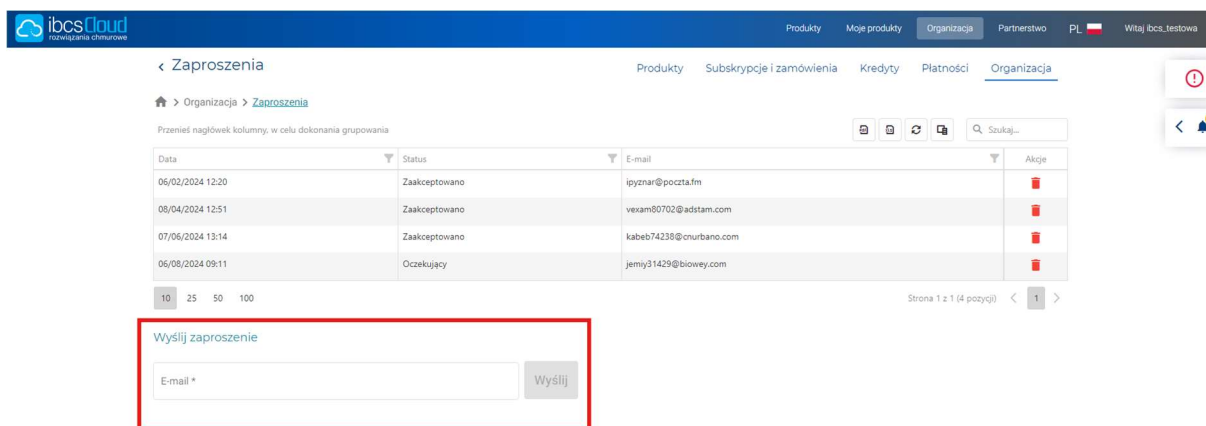 ibcsCloud
rozwiązania chmurowe
Produkty Moje produkty Organizacja Partnerstwo PL Witaj ibcs_testowa
Zaproszenia
Produkty Subskrypcje i zamówienia Kredyty Płatności Organizacja
Organizacja > Zaproszenia
Przenieś nagłówek kolumny, w celu dokonania grupowania
Szukaj...
Data Status E-mail Akcje
06/02/2024 12:20 Zaakceptowano ipyznar@poczta.fm
08/04/2024 12:51 Zaakceptowano vexam80702@adstam.com
07/06/2024 13:14 Zaakceptowano kabeb74238@cnurbano.com
06/08/2024 09:11 Oczekujący jemiy31429@biowey.com
10 25 50 100 Strona 1 z 1 (4 pozycji) < 1 >
Wyślij zaproszenie
E-mail * Wyślij